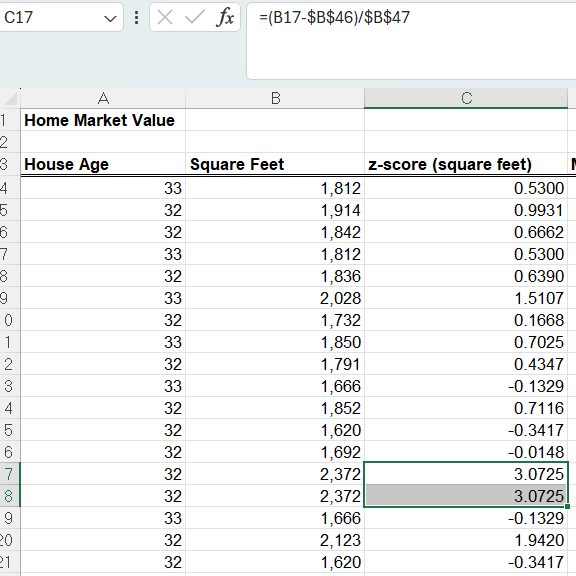 C17 fx =(B17-$B$46)/$B$47
A B C
1 Home Market Value
2
3 House Age Square Feet z-score (square feet)
4 33 1,812 0.5300
5 32 1,914 0.9931
6 32 1,842 0.6662
7 33 1,812 0.5300
8 32 1,836 0.6390
9 33 2,028 1.5107
0 32 1,732 0.1668
1 33 1,850 0.7025
2 32 1,791 0.4347
3 33 1,666 -0.1329
4 32 1,852 0.7116
5 32 1,620 -0.3417
6 32 1,692 -0.0148
7 32 2,372 3.0725
8 32 2,372 3.0725
9 33 1,666 -0.1329
20 32 2,123 1.9420
21 32 1,620 -0.3417